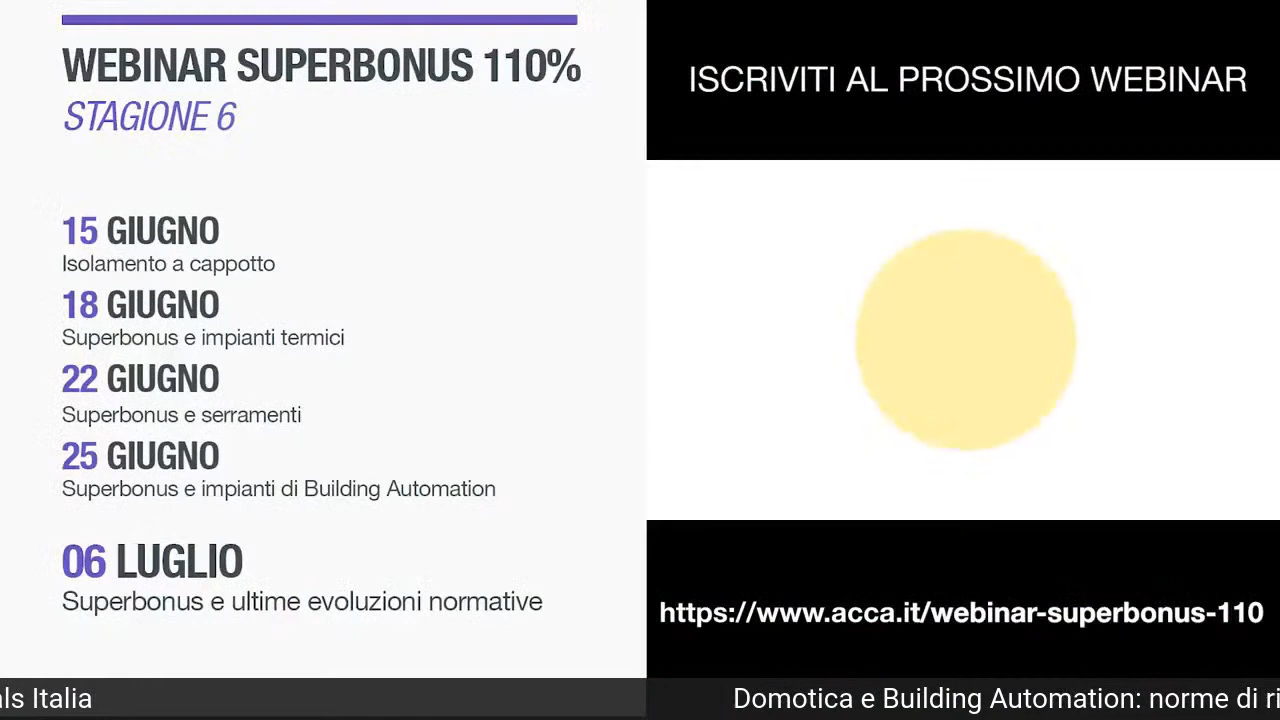 WEBINAR SUPERBONUS 110%
STAGIONE 6
15 GIUGNO
Isolamento a cappotto
18 GIUGNO
Superbonus e impianti termici
22 GIUGNO
Superbonus e serramenti
25 GIUGNO
Superbonus e impianti di Building Automation
06 LUGLIO
Superbonus e ultime evoluzioni normative
ISCRIVITI AL PROSSIMO WEBINAR
https://www.acca.it/webinar-superbonus-110
Italia
Domotica e Building Automation: norme di